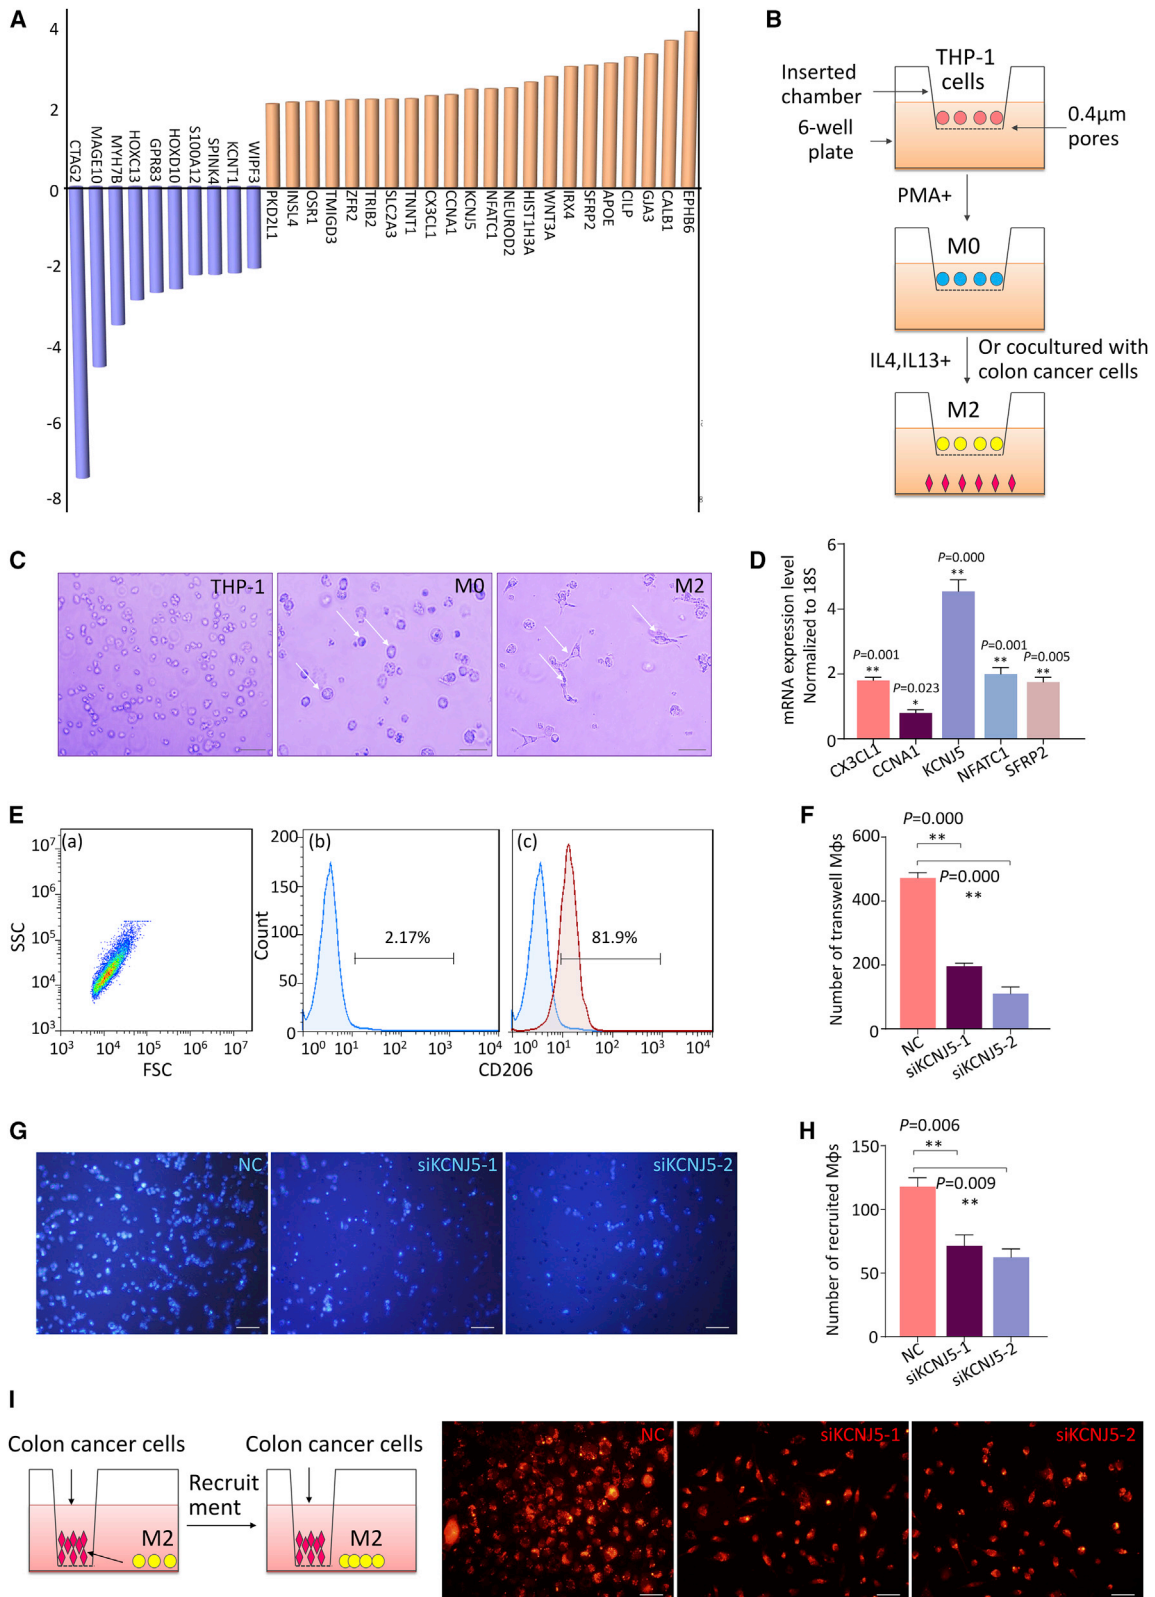 A
4
2
0
-2
-4
-6
-8
CTAG2
MAGE10
MYH7B
HOXC13
GPR83
HOXD10
S100A12
SPINK4
KCNT1
WIPF3
PKD2L1
INSL4
OSR1
TMIGD3
ZFR2
TRIB2
SLC2A3
TNNT1
CX3CL1
CCNA1
KCNJ5
NFATC1
NEUROD2
HIST1H3A
WNT3A
IRX4
SFRP2
APOE
CILP
GJA3
CALB1
EPHB6
B
THP-1
cells
Inserted
chamber
6-well
plate
0.4μm
pores
PMA+
M0
IL4,IL13+
Or cocultured with
colon cancer cells
M2
C
THP-1
M0
M2
D
mRNA expression level
Normalized to 18S
6
4
2
0
P=0.001
**
P=0.023
*
P=0.000
**
P=0.001
**
P=0.005
**
CX3CL1
CCNA1
KCNJ5
NFATC1
SFRP2
E
(a)
SSC
10⁷
10⁶
10⁵
10⁴
10³
10³ 10⁴ 10⁵ 10⁶ 10⁷
FSC
(b)
Count
200
150
100
50
0
2.17%
10⁰ 10¹ 10² 10³ 10⁴
(c)
81.9%
10⁰ 10¹ 10² 10³ 10⁴
CD206
F
Number of transwell Mϕs
600
400
200
0
P=0.000
**
P=0.000
**
NC
siKCNJ5-1
siKCNJ5-2
G
NC
siKCNJ5-1
siKCNJ5-2
H
Number of recruited Mϕs
150
100
50
0
P=0.006
**
P=0.009
**
NC
siKCNJ5-1
siKCNJ5-2
I
Colon cancer cells
M2
Recruit
ment
Colon cancer cells
M2
NC
siKCNJ5-1
siKCNJ5-2